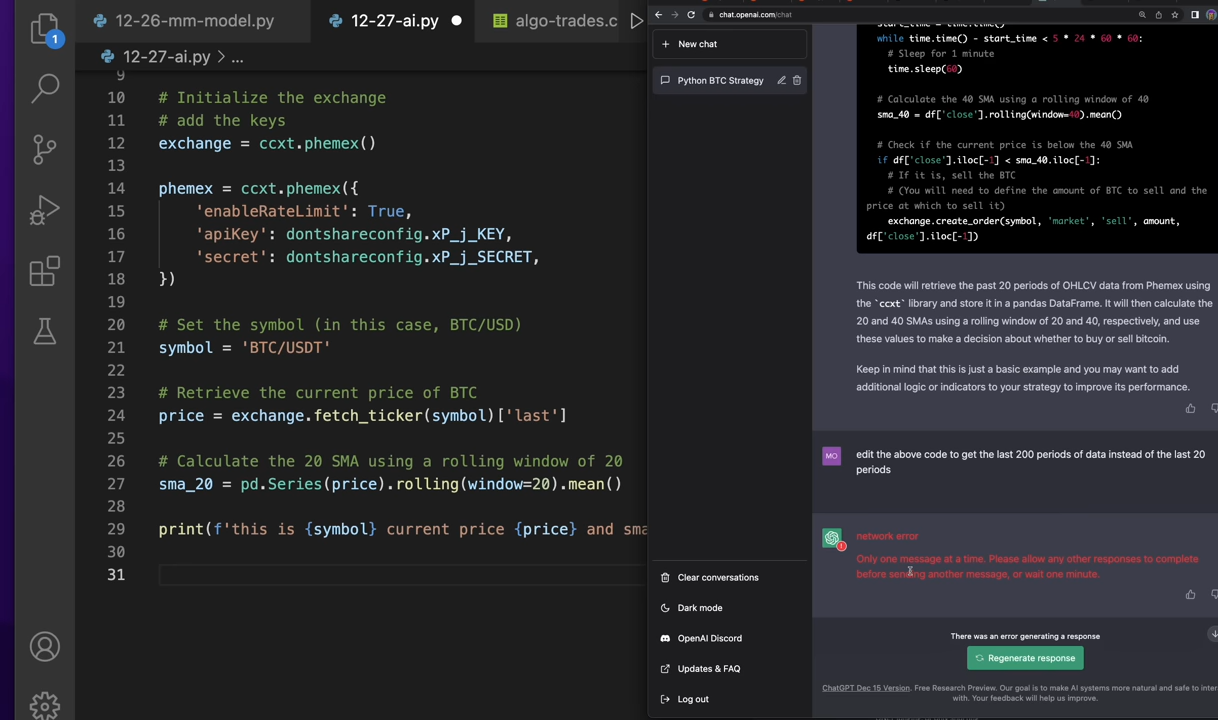 12-26-mm-model.py
12-27-ai.py
algo-trades.c
12-27-ai.py > ...
1
9
10 # Initialize the exchange
11 # add the keys
12 exchange = ccxt.phemex()
13
14 phemex = ccxt.phemex({
15 'enableRateLimit': True,
16 'apiKey': dontshareconfig.xP_j_KEY,
17 'secret': dontshareconfig.xP_j_SECRET,
18 })
19
20 # Set the symbol (in this case, BTC/USD)
21 symbol = 'BTC/USDT'
22
23 # Retrieve the current price of BTC
24 price = exchange.fetch_ticker(symbol)['last']
25
26 # Calculate the 20 SMA using a rolling window of 20
27 sma_20 = pd.Series(price).rolling(window=20).mean()
28
29 print(f'this is {symbol} current price {price} and sma
30
31
chat.openai.com/chat
New chat
Python BTC Strategy
Clear conversations
Dark mode
OpenAI Discord
Updates & FAQ
Log out
start_time = time.time()
while time.time() - start_time < 5 * 24 * 60 * 60:
# Sleep for 1 minute
time.sleep(60)
# Calculate the 40 SMA using a rolling window of 40
sma_40 = df['close'].rolling(window=40).mean()
# Check if the current price is below the 40 SMA
if df['close'].iloc[-1] < sma_40.iloc[-1]:
# If it is, sell the BTC
# (You will need to define the amount of BTC to sell and the
price at which to sell it)
exchange.create_order(symbol, 'market', 'sell', amount,
df['close'].iloc[-1])
This code will retrieve the past 20 periods of OHLCV data from Phemex using
the `ccxt` library and store it in a pandas DataFrame. It will then calculate the
20 and 40 SMAs using a rolling window of 20 and 40, respectively, and use
these values to make a decision about whether to buy or sell bitcoin.
Keep in mind that this is just a basic example and you may want to add
additional logic or indicators to your strategy to improve its performance.
MO
edit the above code to get the last 200 periods of data instead of the last 20
periods
network error
Only one message at a time. Please allow any other responses to complete
before sending another message, or wait one minute.
There was an error generating a response
Regenerate response
ChatGPT Dec 15 Version. Free Research Preview. Our goal is to make AI systems more natural and safe to inter
with. Your feedback will help us improve.